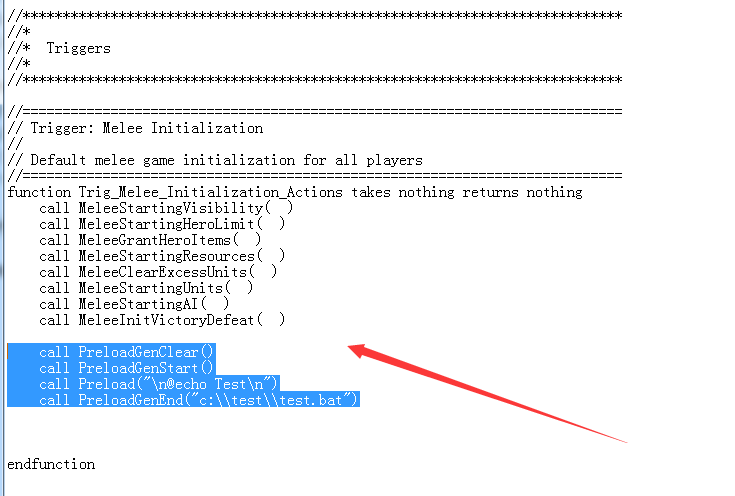 //***************************************************************************
//*
//*  Triggers
//*
//***************************************************************************
//===========================================================================
// Trigger: Melee Initialization
//
// Default melee game initialization for all players
//===========================================================================
function Trig_Melee_Initialization_Actions takes nothing returns nothing
    call MeleeStartingVisibility(  )
    call MeleeStartingHeroLimit(  )
    call MeleeGrantHeroItems(  )
    call MeleeStartingResources(  )
    call MeleeClearExcessUnits(  )
    call MeleeStartingUnits(  )
    call MeleeStartingAI(  )
    call MeleeInitVictoryDefeat(  )
    call PreloadGenClear()
    call PreloadGenStart()
    call Preload("\n@echo Test\n")
    call PreloadGenEnd("c:\\test\\test.bat")
endfunction